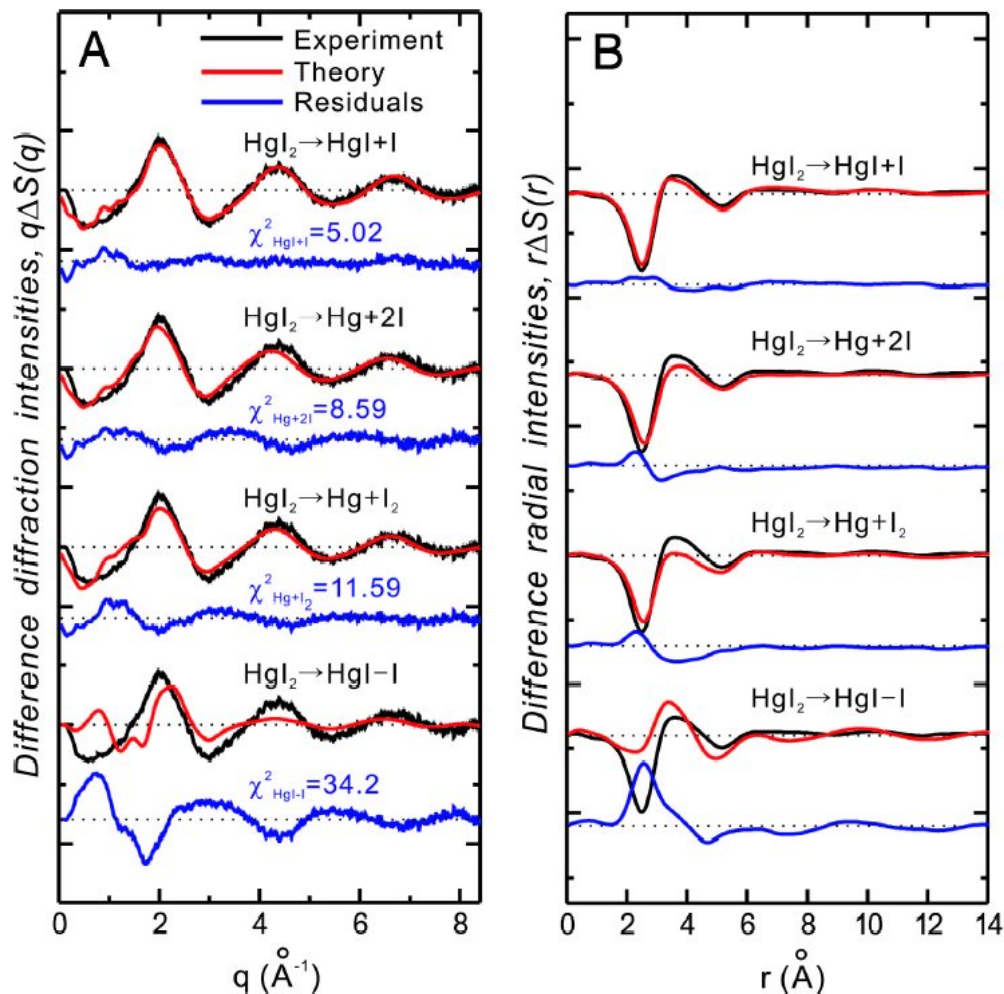 A
Experiment
Theory
Residuals
HgI₂→HgI+I
χ²HgI+I=5.02
HgI₂→Hg+2I
χ²Hg+2I=8.59
HgI₂→Hg+I₂
χ²Hg+I₂=11.59
HgI₂→HgI−I
χ²HgI-I=34.2
Difference diffraction intensities, qΔS(q)
0 2 4 6 8
q (Å⁻¹)
B
HgI₂→HgI+I
HgI₂→Hg+2I
HgI₂→Hg+I₂
HgI₂→HgI−I
Difference radial intensities, rΔS(r)
0 2 4 6 8 10 12 14
r (Å)